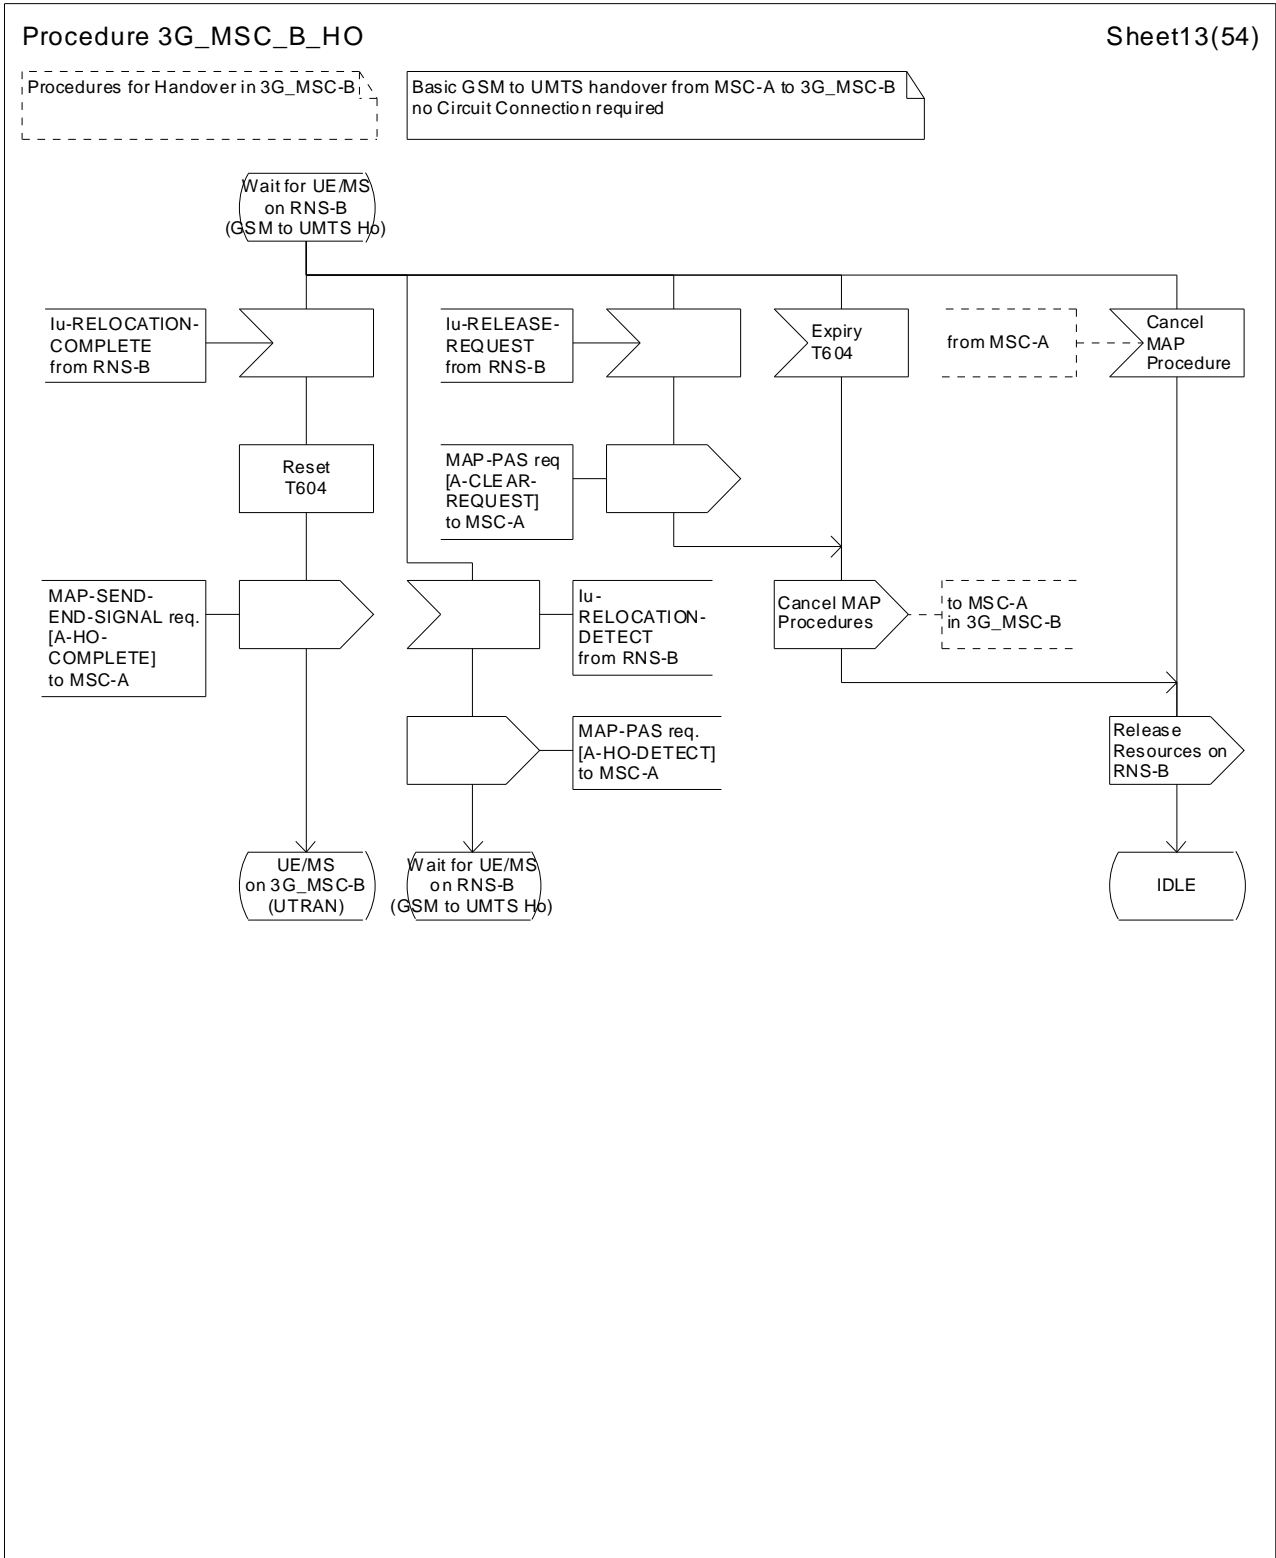 Procedure 3G_MSC_B_HO
Sheet13(54)
Procedures for Handover in 3G_MSC-B
Basic GSM to UMTS handover from MSC-A to 3G_MSC-B
no Circuit Connection required
Wait for UE/MS
on RNS-B
(GSM to UMTS Ho)
Iu-RELOCATION-
COMPLETE
from RNS-B
Iu-RELEASE-
REQUEST
from RNS-B
Expiry
T604
from MSC-A
Cancel
MAP
Procedure
Reset
T604
MAP-PAS req
[A-CLEAR-
REQUEST]
to MSC-A
MAP-SEND-
END-SIGNAL req.
[A-HO-
COMPLETE]
to MSC-A
Iu-
RELOCATION-
DETECT
from RNS-B
Cancel MAP
Procedures
to MSC-A
in 3G_MSC-B
MAP-PAS req.
[A-HO-DETECT]
to MSC-A
Release
Resources on
RNS-B
UE/MS
on 3G_MSC-B
(UTRAN)
Wait for UE/MS
on RNS-B
(GSM to UMTS Ho)
IDLE